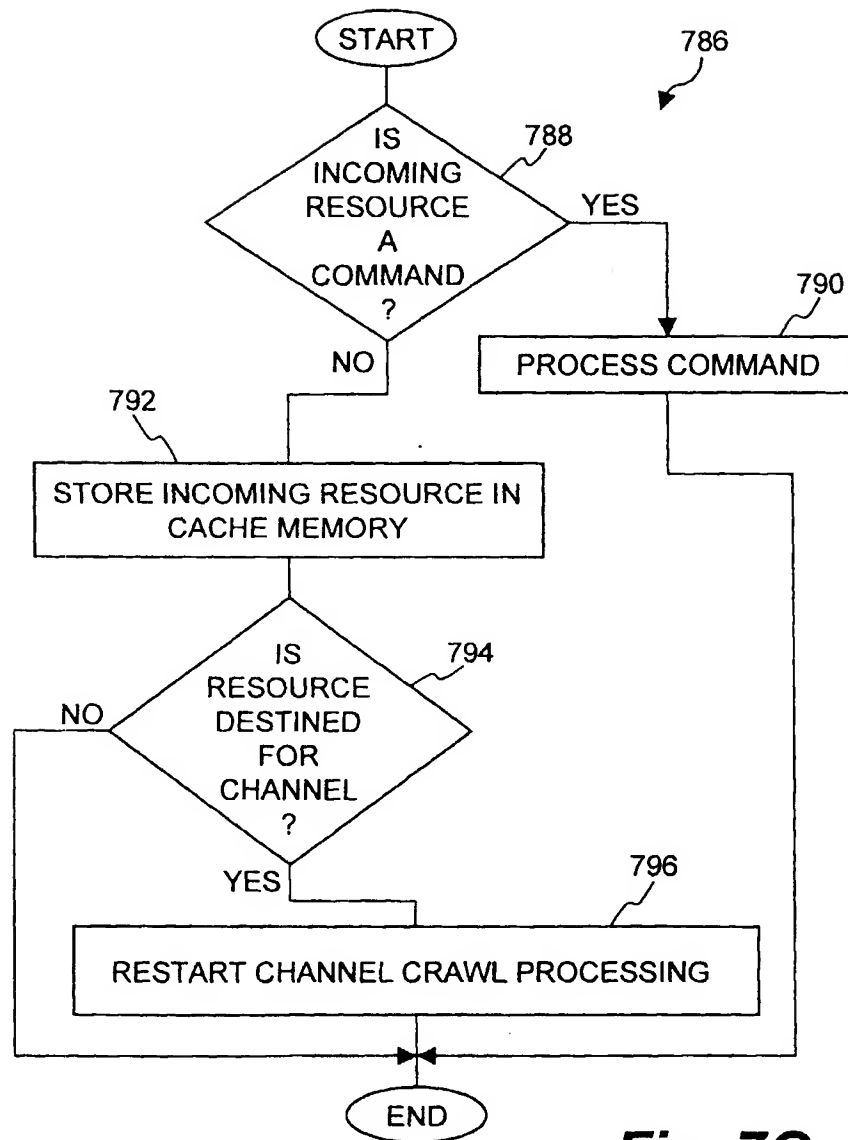 START
786
IS
INCOMING
RESOURCE
A
COMMAND
?
788
YES
NO
790
PROCESS COMMAND
792
STORE INCOMING RESOURCE IN
CACHE MEMORY
IS
RESOURCE
DESTINED
FOR
CHANNEL
?
794
NO
YES
796
RESTART CHANNEL CRAWL PROCESSING
END